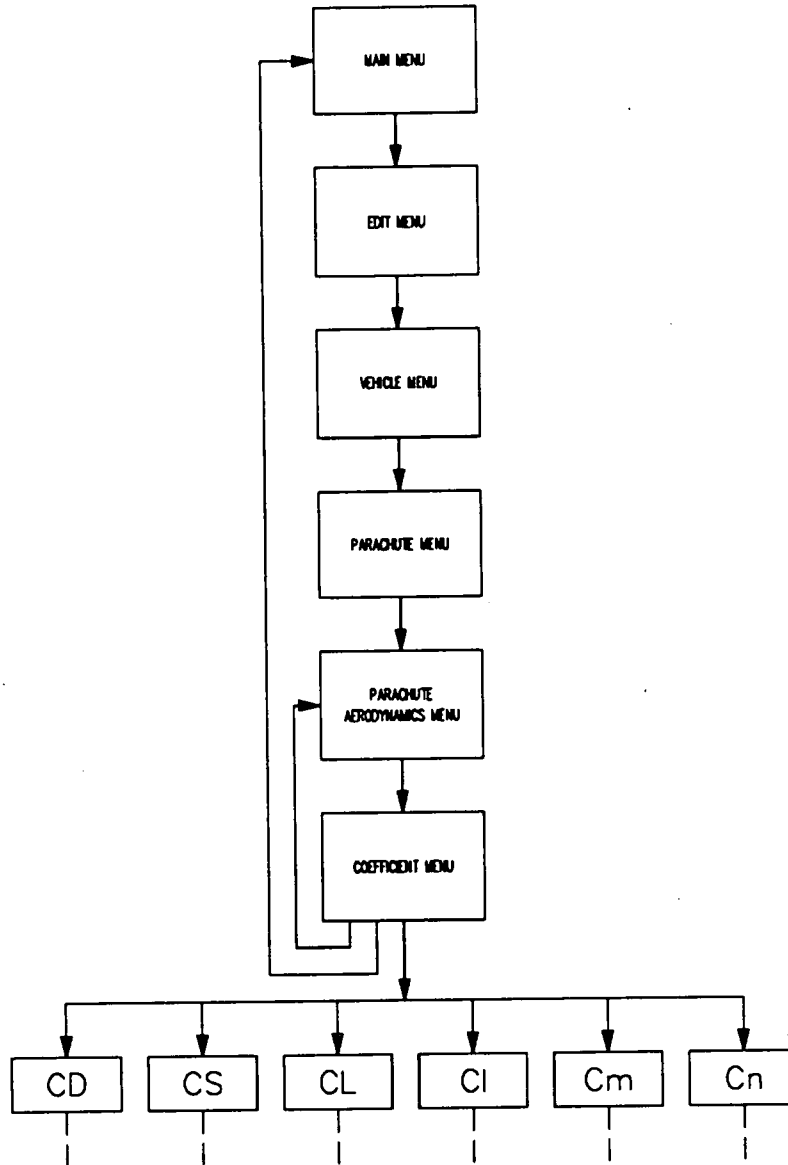 MAIN MENU
EDIT MENU
VEHICLE MENU
PARACHUTE MENU
PARACHUTE
AERODYNAMICS MENU
COEFFICIENT MENU
CD CS CL Cl Cm Cn